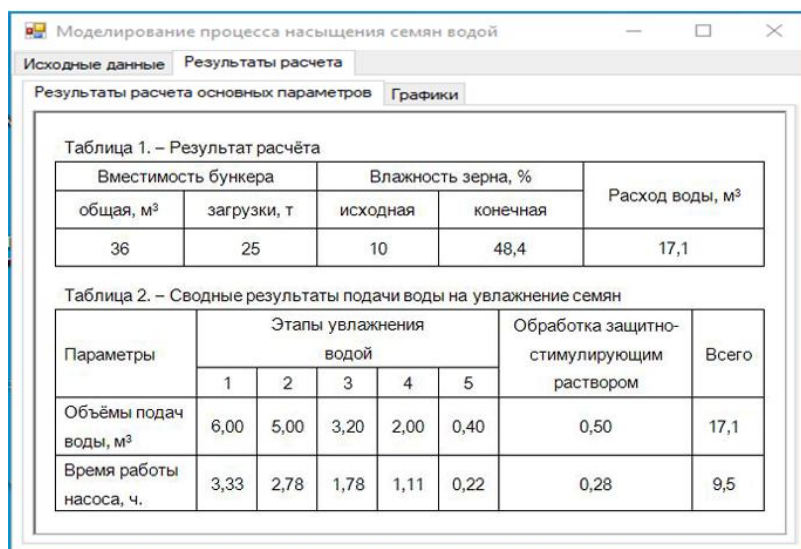 Моделирование процесса насыщения семян водой
Исходные данные Результаты расчета
Результаты расчета основных параметров Графики
Таблица 1. – Результат расчёта
Вместимость бункера Влажность зерна, % Расход воды, м³
общая, м³ загрузки, т исходная конечная
36 25 10 48,4 17,1
Таблица 2. – Сводные результаты подачи воды на увлажнение семян
Параметры Этапы увлажнения Обработка защитно- Всего
водой стимулирующим
1 2 3 4 5 раствором
Объёмы подач
воды, м³ 6,00 5,00 3,20 2,00 0,40 0,50 17,1
Время работы
насоса, ч. 3,33 2,78 1,78 1,11 0,22 0,28 9,5